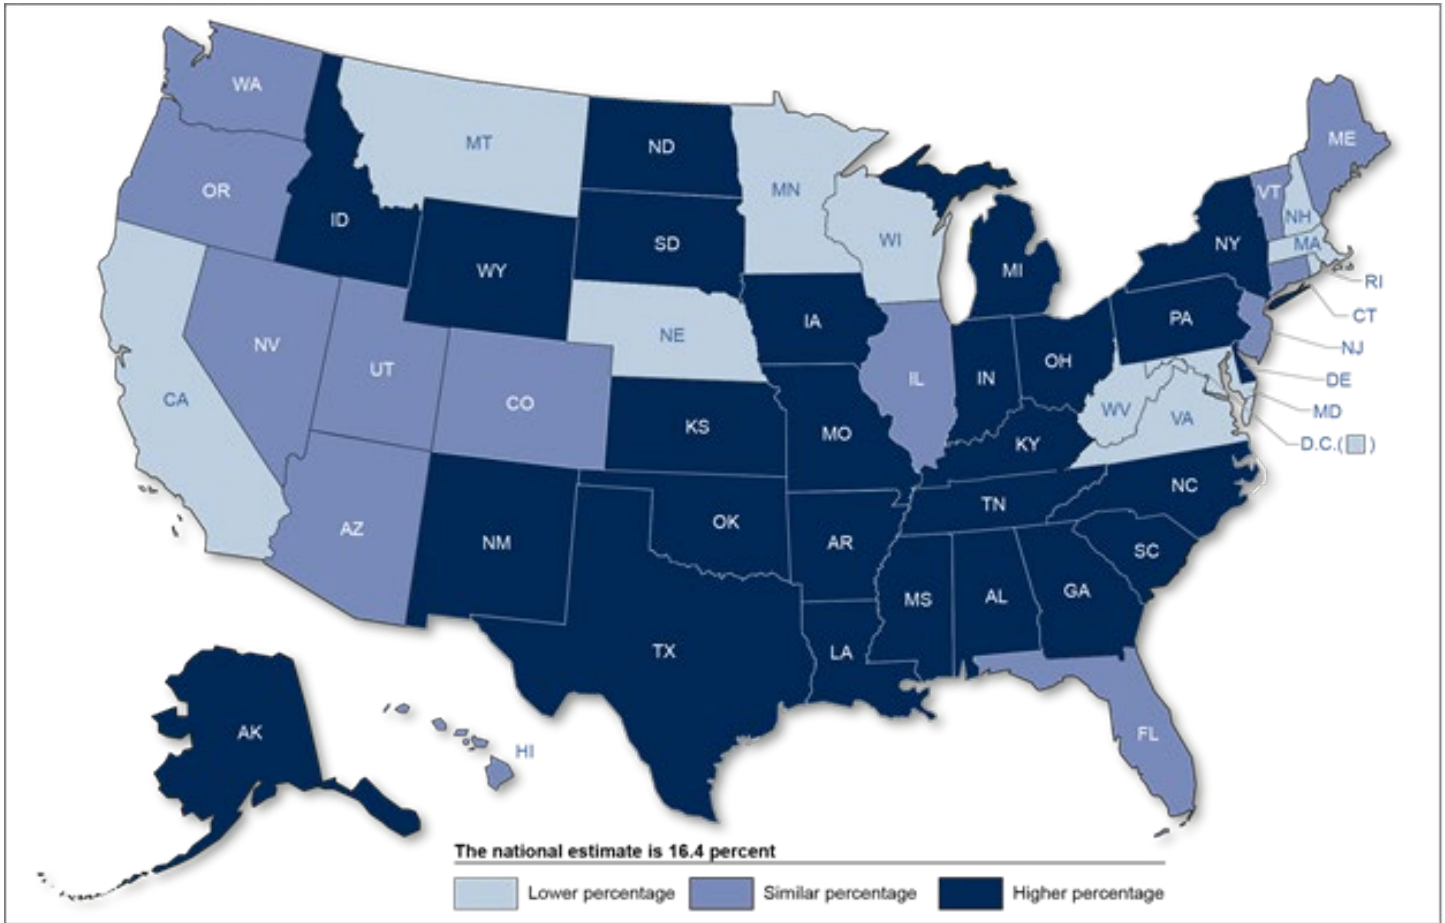 WA
MT
ND
ME
MN
OR
VT
NH
ID
SD
WI
NY
MA
WY
MI
RI
CT
IA
PA
NE
NV
NJ
UT
OH
IL
IN
DE
CA
CO
WV
MD
VA
KS
MO
KY
D.C.( )
NC
TN
OK
AZ
NM
AR
SC
MS
AL
GA
TX
LA
AK
FL
HI
The national estimate is 16.4 percent
Lower percentage Similar percentage Higher percentage